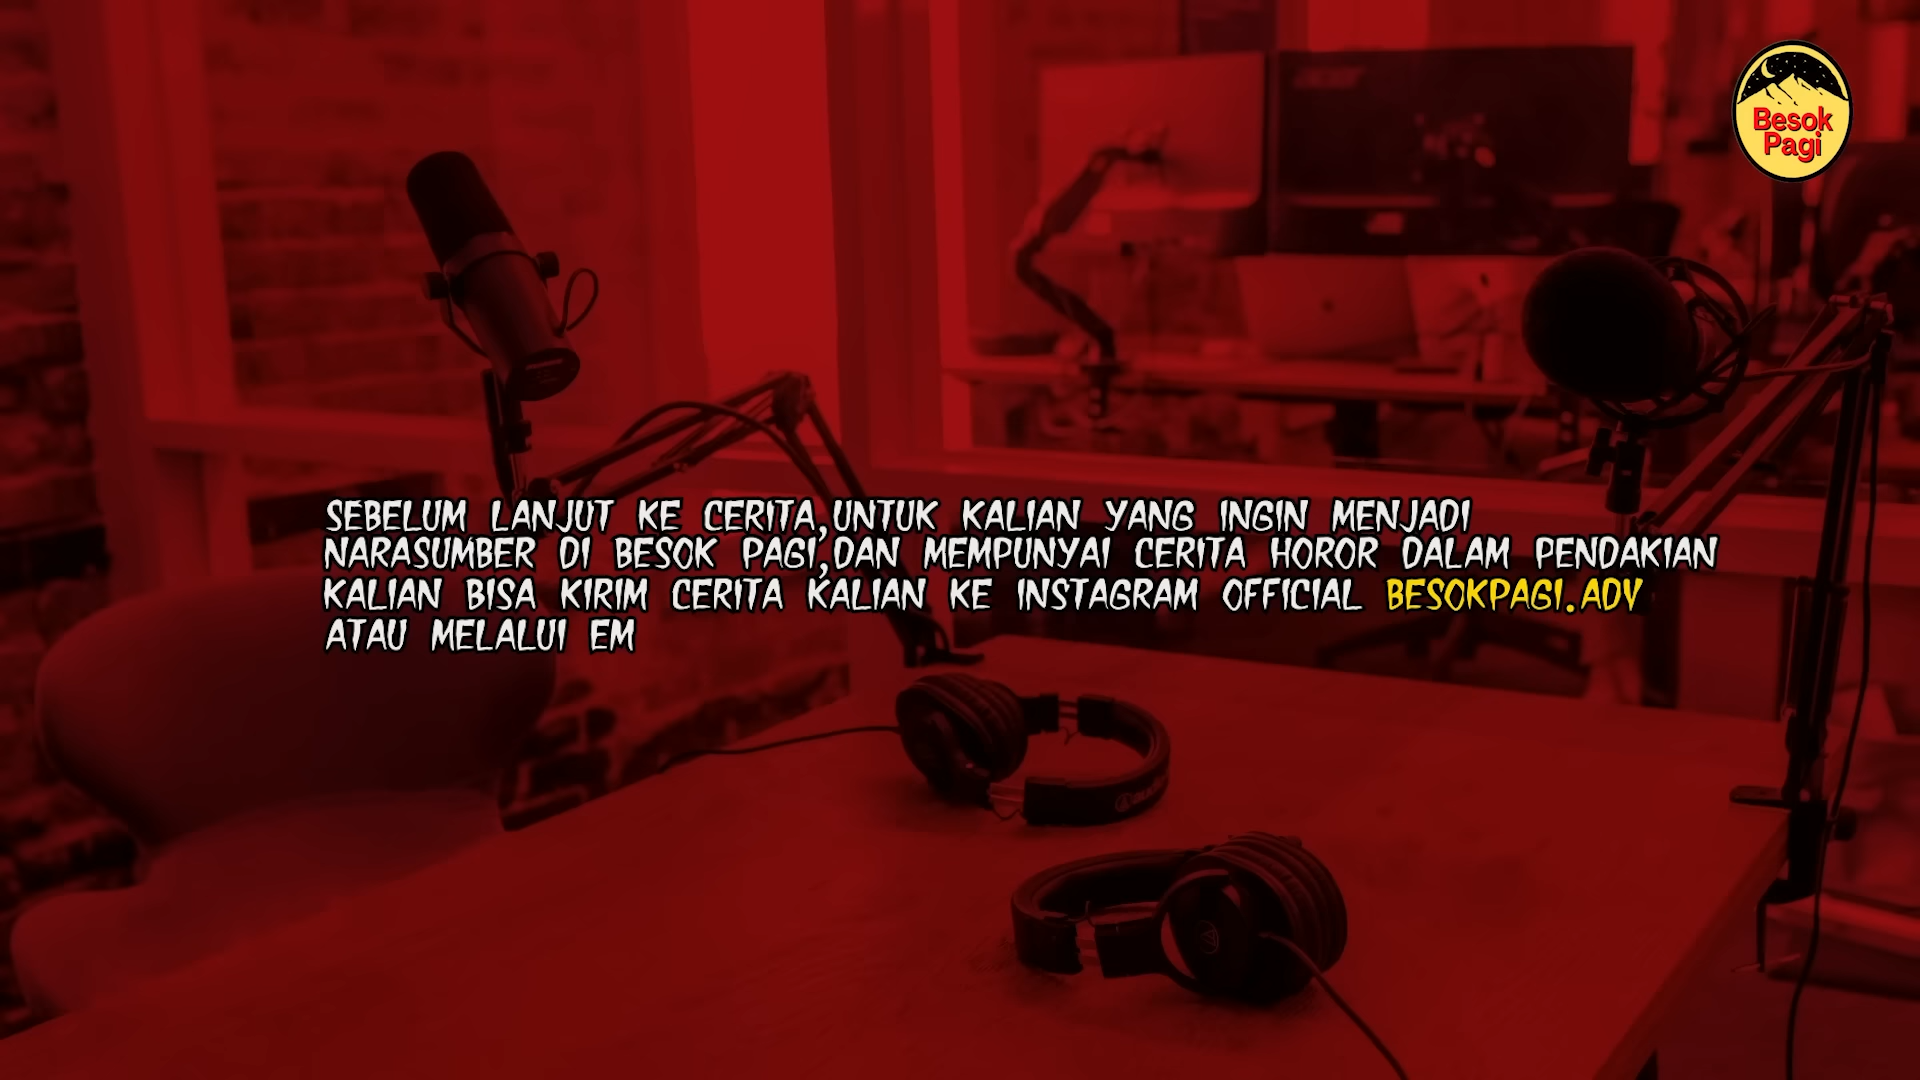 Besok
Pagi
SEBELUM LANJUT KE CERITA,UNTUK KALIAN YANG INGIN MENJADI
NARASUMBER DI BESOK PAGI,DAN MEMPUNYAI CERITA HOROR DALAM PENDAKIAN
KALIAN BISA KIRIM CERITA KALIAN KE INSTAGRAM OFFICIAL BESOKPAGI.ADV
ATAU MELALUI EM